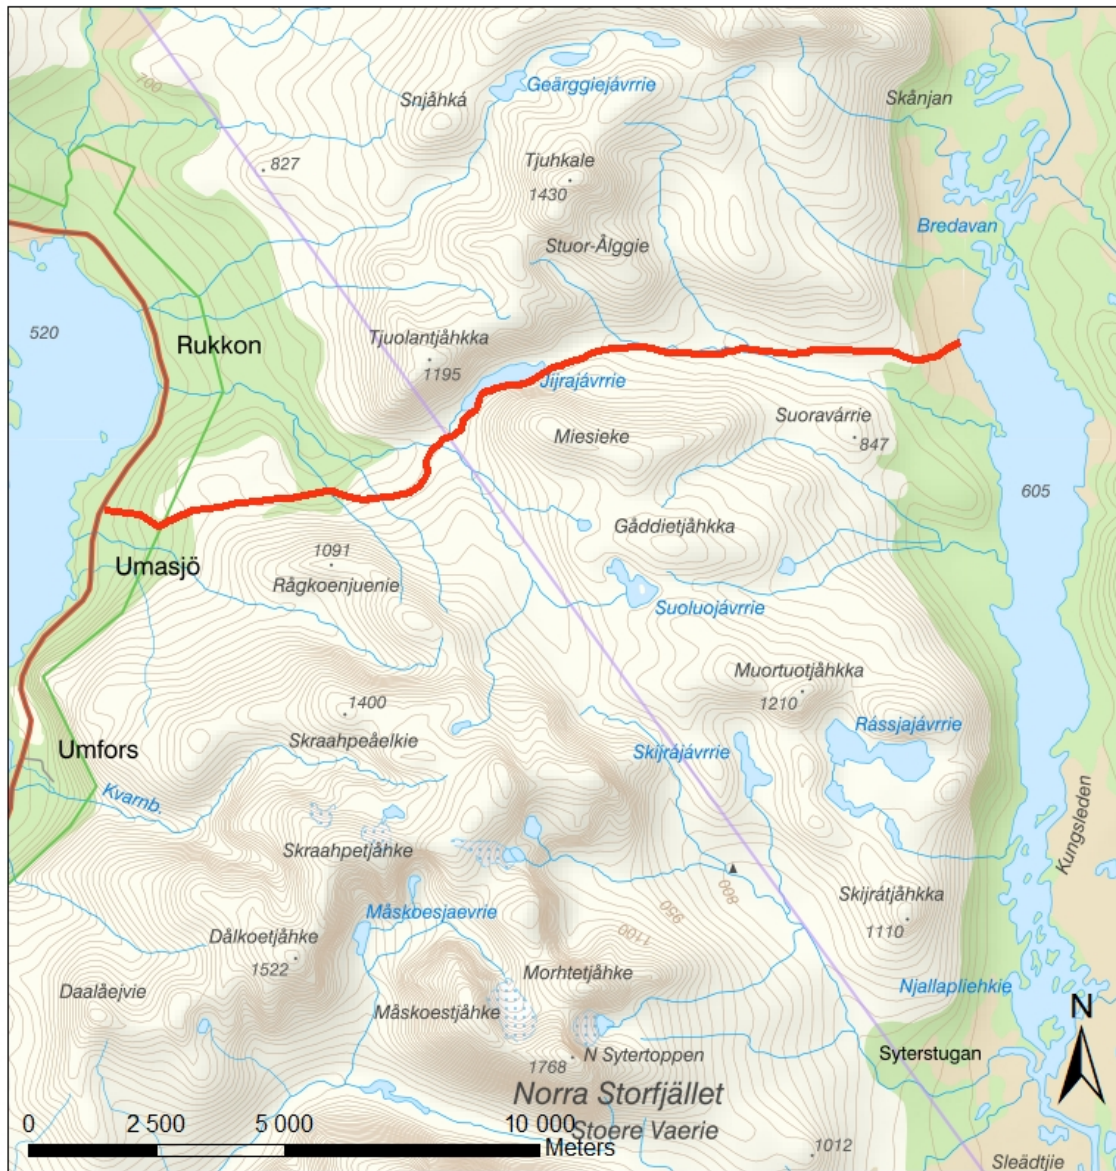 700
Geärggiejávrrie
Snjåhká
Skånjan
827
Tjuhkale
1430
Bredavan
Stuor-Ålggie
520
Rukkon
Tjuolantjåhkka
1195
Jijrajávrrie
Suoravárrie
Miesieke
847
605
Gåddietjåhkka
1091
Umasjö
Rågkoenjuenie
Suoluojávrrie
Muortuotjåhkka
1400
1210
Rássjajávrrie
Skraahpeåelkie
Umfors
Skijråjávrrie
Kvarnb.
Kungsleden
Skraahpetjåhke
800
Skijråtjåhkka
950
Måskoesjaevrie
1110
1100
Dålkoetjåhke
1522
Morhtetjåhke
Njallapliehkie
Daalåejvie
Måskoestjåhke
N
N Sytertoppen
Syterstugan
1768
Norra Storfjället
0 2 500 5 000 10 000
Stoere Vaerie
Meters
1012
Sleädtjie